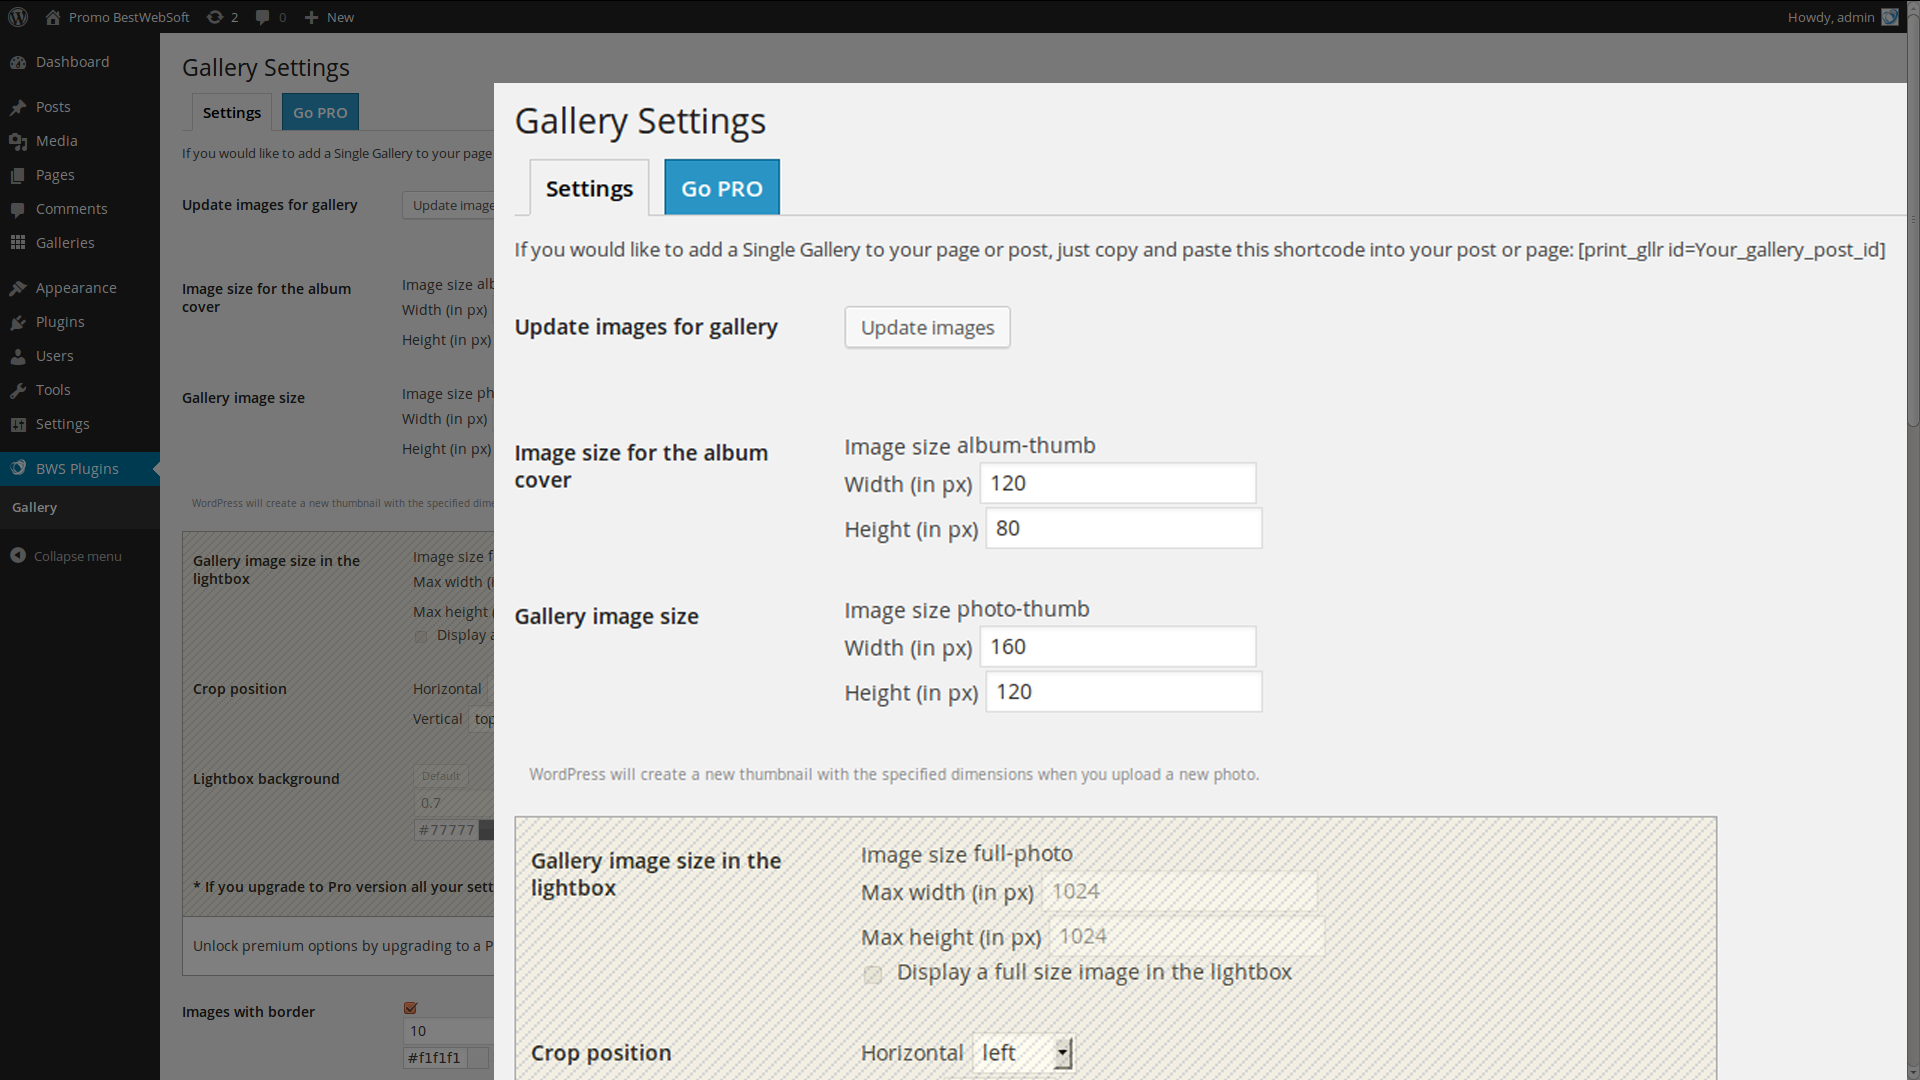 Promo BestWebSoft 2 0 New Howdy, admin
Dashboard
Posts
Media
Pages
Comments
Galleries
Appearance
Plugins
Users
Tools
Settings
BWS Plugins
Gallery
Collapse menu
Gallery Settings
Settings Go PRO
If you would like to add a Single Gallery to your page
Update images for gallery Update image
Image size for the album
cover
Image size alb
Width (in px)
Height (in px)
Gallery image size
Image size ph
Width (in px)
Height (in px)
WordPress will create a new thumbnail with the specified dime
Gallery image size in the
lightbox
Image size f
Max width (i
Max height (
Display a
Crop position
Horizontal
Vertical top
Lightbox background
Default
0.7
#77777
* If you upgrade to Pro version all your sett
Unlock premium options by upgrading to a P
Images with border
10
#f1f1f1
Gallery Settings
Settings Go PRO
If you would like to add a Single Gallery to your page or post, just copy and paste this shortcode into your post or page: [print_gllr id=Your_gallery_post_id]
Update images for gallery Update images
Image size for the album
cover
Image size album-thumb
Width (in px) 120
Height (in px) 80
Gallery image size
Image size photo-thumb
Width (in px) 160
Height (in px) 120
WordPress will create a new thumbnail with the specified dimensions when you upload a new photo.
Gallery image size in the
lightbox
Image size full-photo
Max width (in px) 1024
Max height (in px) 1024
Display a full size image in the lightbox
Crop position
Horizontal left